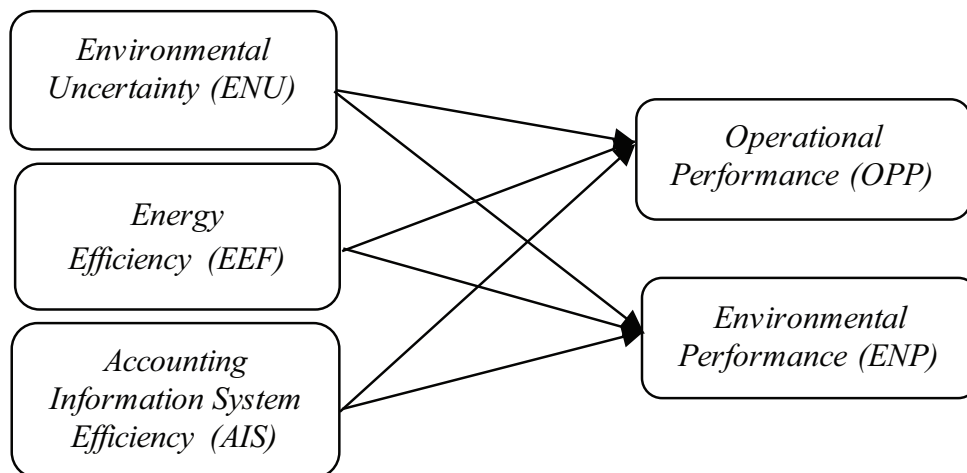 Environmental
Uncertainty (ENU)
Energy
Efficiency (EEF)
Accounting
Information System
Efficiency (AIS)
Operational
Performance (OPP)
Environmental
Performance (ENP)